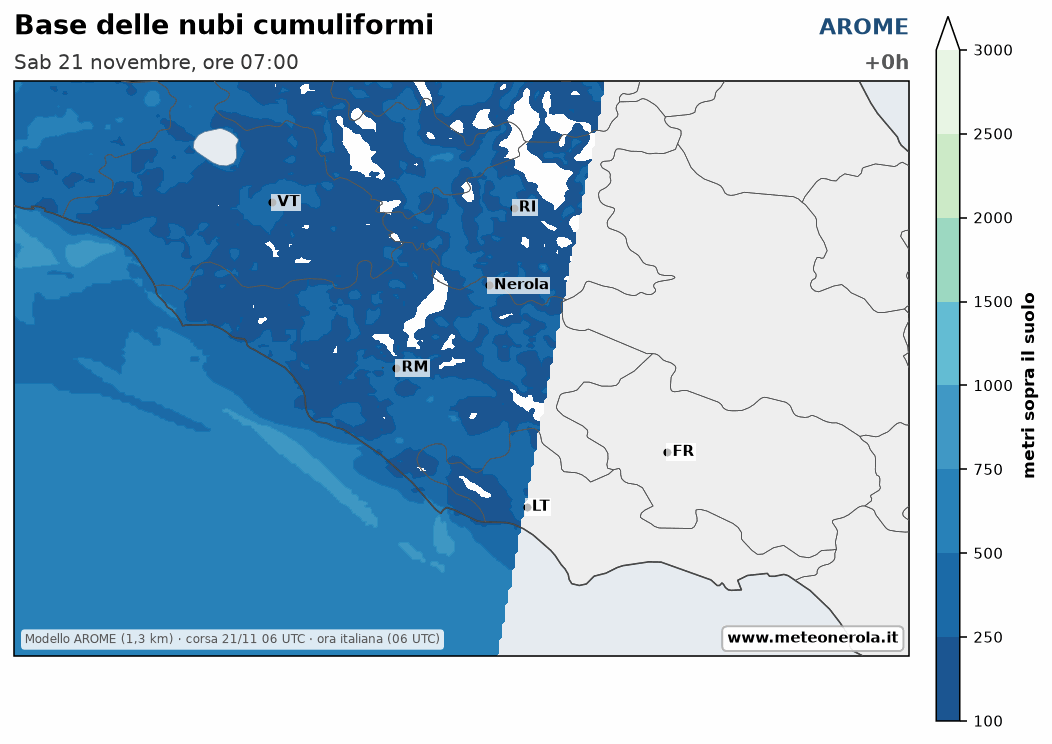 Base delle nubi cumuliformi
AROME
Sab 21 novembre, ore 07:00
+0h
3000
2500
2000
1500
1000
750
500
250
100
metri sopra il suolo
VT
RI
Nerola
RM
FR
LT
Modello AROME (1,3 km) · corsa 21/11 06 UTC · ora italiana (06 UTC)
www.meteonerola.it